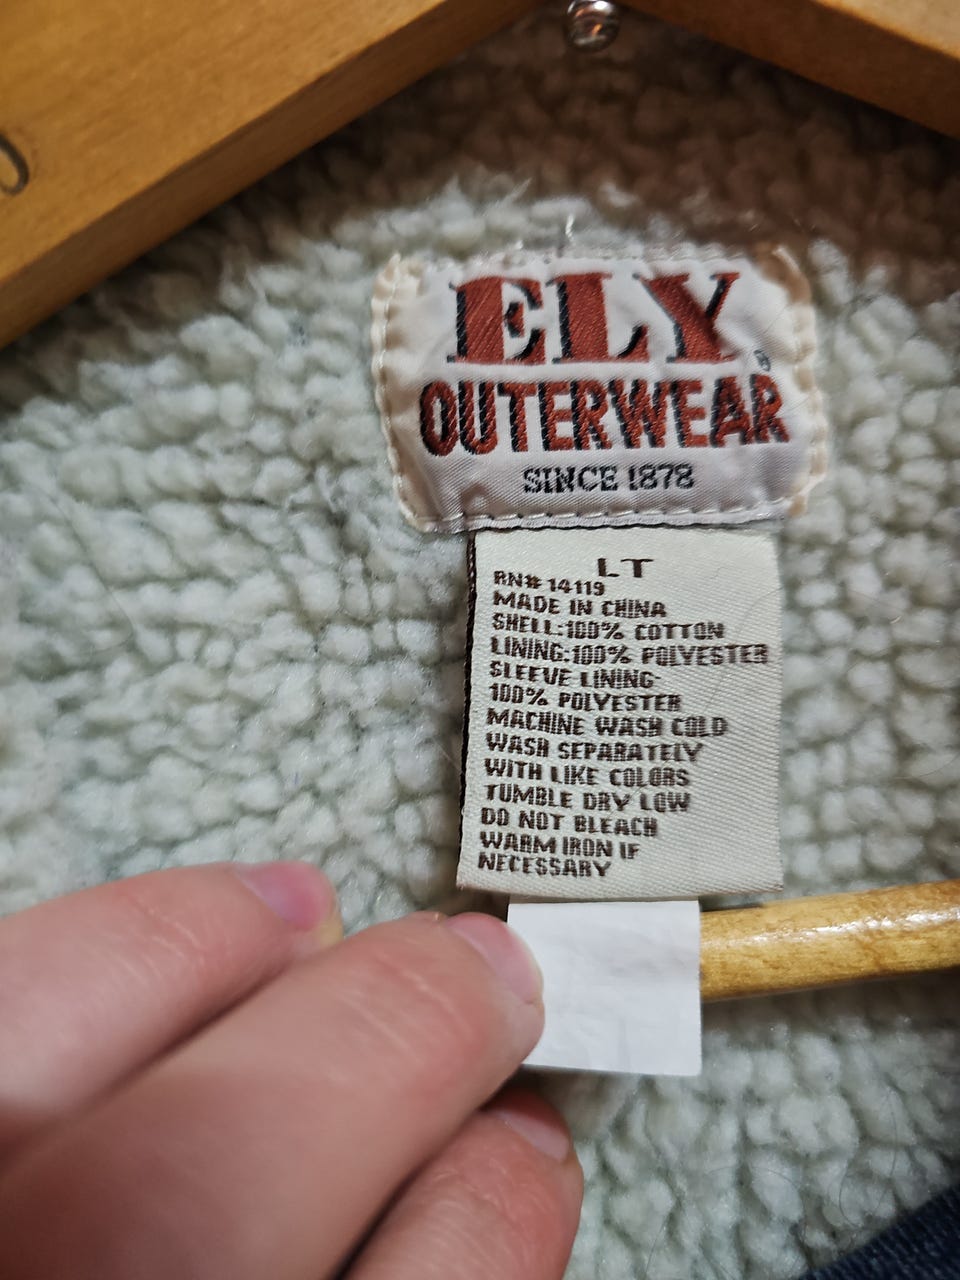 ELY®
OUTERWEAR
SINCE 1878
LT
RN# 14119
MADE IN CHINA
SHELL:100% COTTON
LINING:100% POLYESTER
SLEEVE LINING-
100% POLYESTER
MACHINE WASH COLD
WASH SEPARATELY
WITH LIKE COLORS
TUMBLE DRY LOW
DO NOT BLEACH
WARM IRON IF
NECESSARY